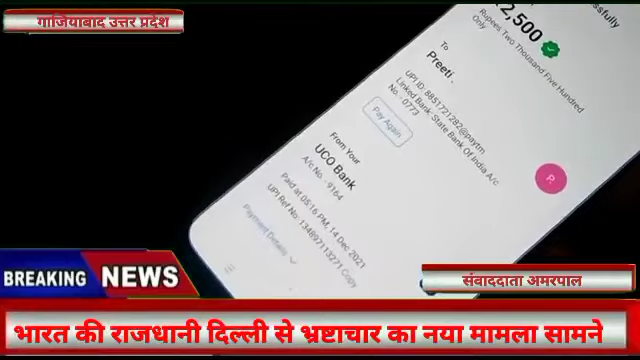 गाजियाबाद उत्तर प्रदेश
2,500
Rupees Two Thousand Five Hundred
Only
To
Preeti .
UPI ID: 8851721282@paytm
Linked Bank: State Bank Of India A/c
No. - 0773
Pay Again
P.
From Your
UCO Bank
A/c No. - 9164
Paid at 05:16 PM, 14 Dec 2021
UPI Ref No: 134897113271 Copy
Payment Details
संवाददाता अमरपाल
BREAKING NEWS
भारत की राजधानी दिल्ली से भ्रष्टाचार का नया मामला सामने